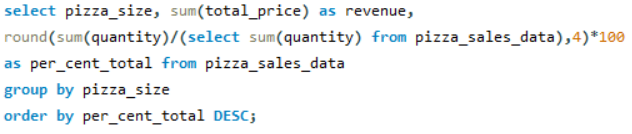 select pizza_size, sum(total_price) as revenue,
round(sum(quantity)/(select sum(quantity) from pizza_sales_data),4)*100
as per_cent_total from pizza_sales_data
group by pizza_size
order by per_cent_total DESC;